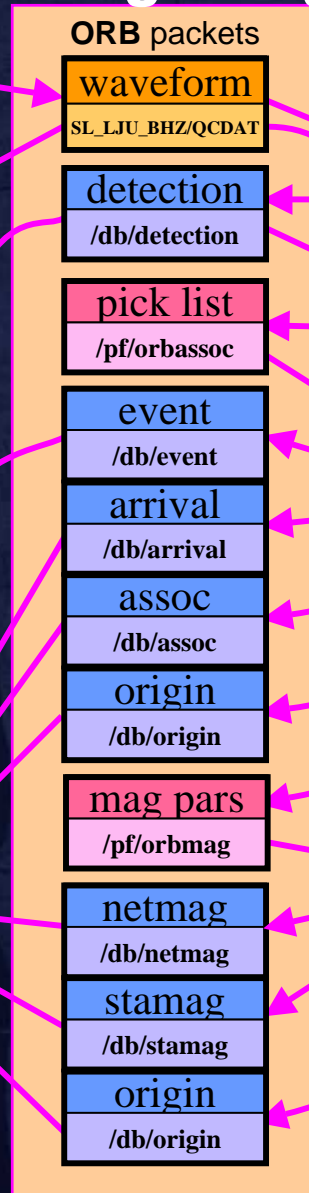 ORB packets
waveform
SL_LJU_BHZ/QCDAT
detection
/db/detection
pick list
/pf/orbassoc
event
/db/event
arrival
/db/arrival
assoc
/db/assoc
origin
/db/origin
mag pars
/pf/orbmag
netmag
/db/netmag
stamag
/db/stamag
origin
/db/origin